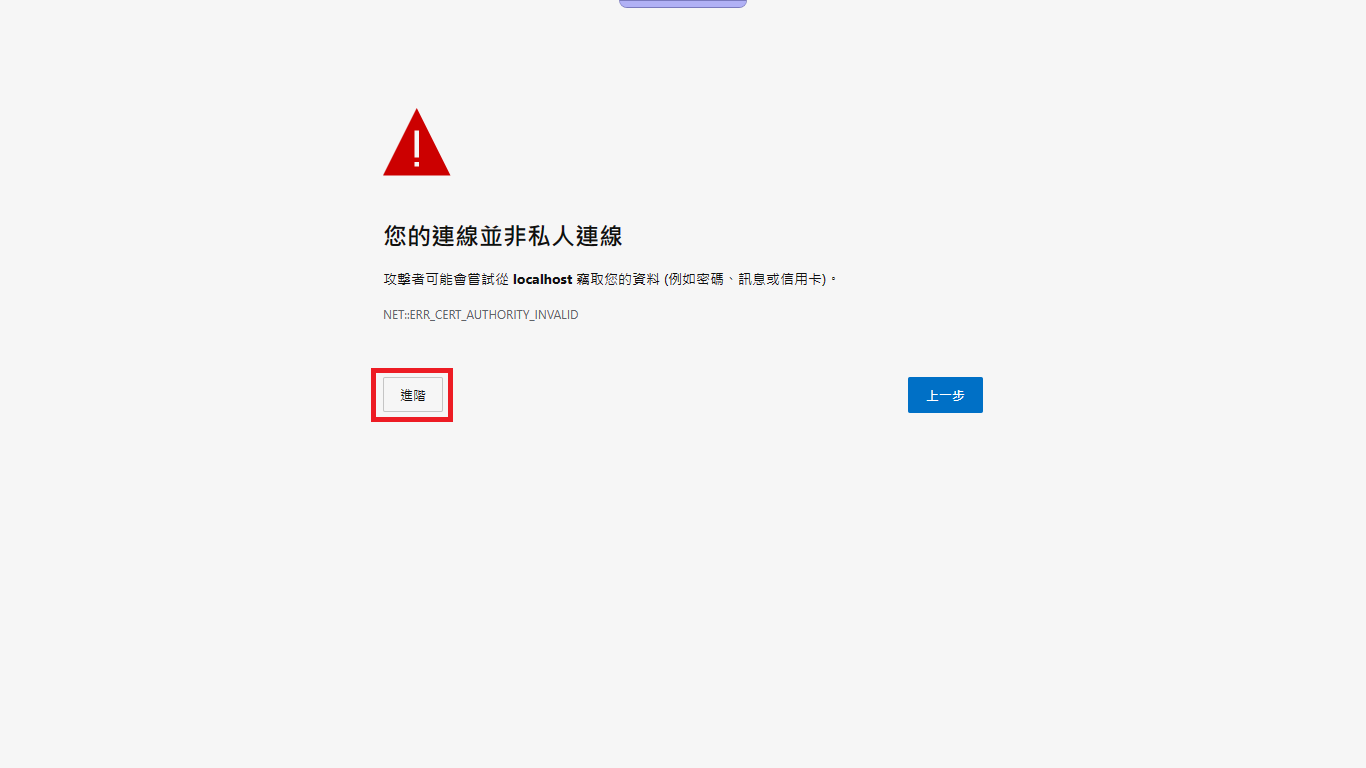 您的連線並非私人連線
攻擊者可能會嘗試從 localhost 竊取您的資料 (例如密碼、訊息或信用卡)。
NET::ERR_CERT_AUTHORITY_INVALID
進階
上一步